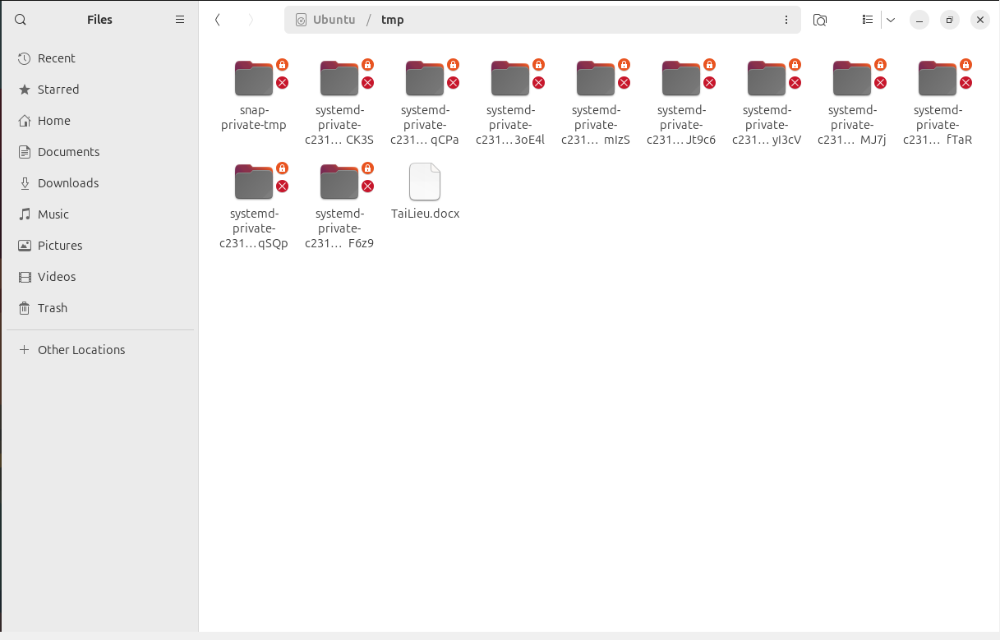 Files
Ubuntu / tmp
Recent
Starred
Home
Documents
Downloads
Music
Pictures
Videos
Trash
Other Locations
snap-
private-tmp
systemd-
private-
c231… CK3S
systemd-
private-
c231… qCPa
systemd-
private-
c231…3oE4l
systemd-
private-
c231… mIzS
systemd-
private-
c231…Jt9c6
systemd-
private-
c231…yI3cV
systemd-
private-
c231… MJ7j
systemd-
private-
c231… fTaR
systemd-
private-
c231…qSQp
systemd-
private-
c231… F6z9
TaiLieu.docx